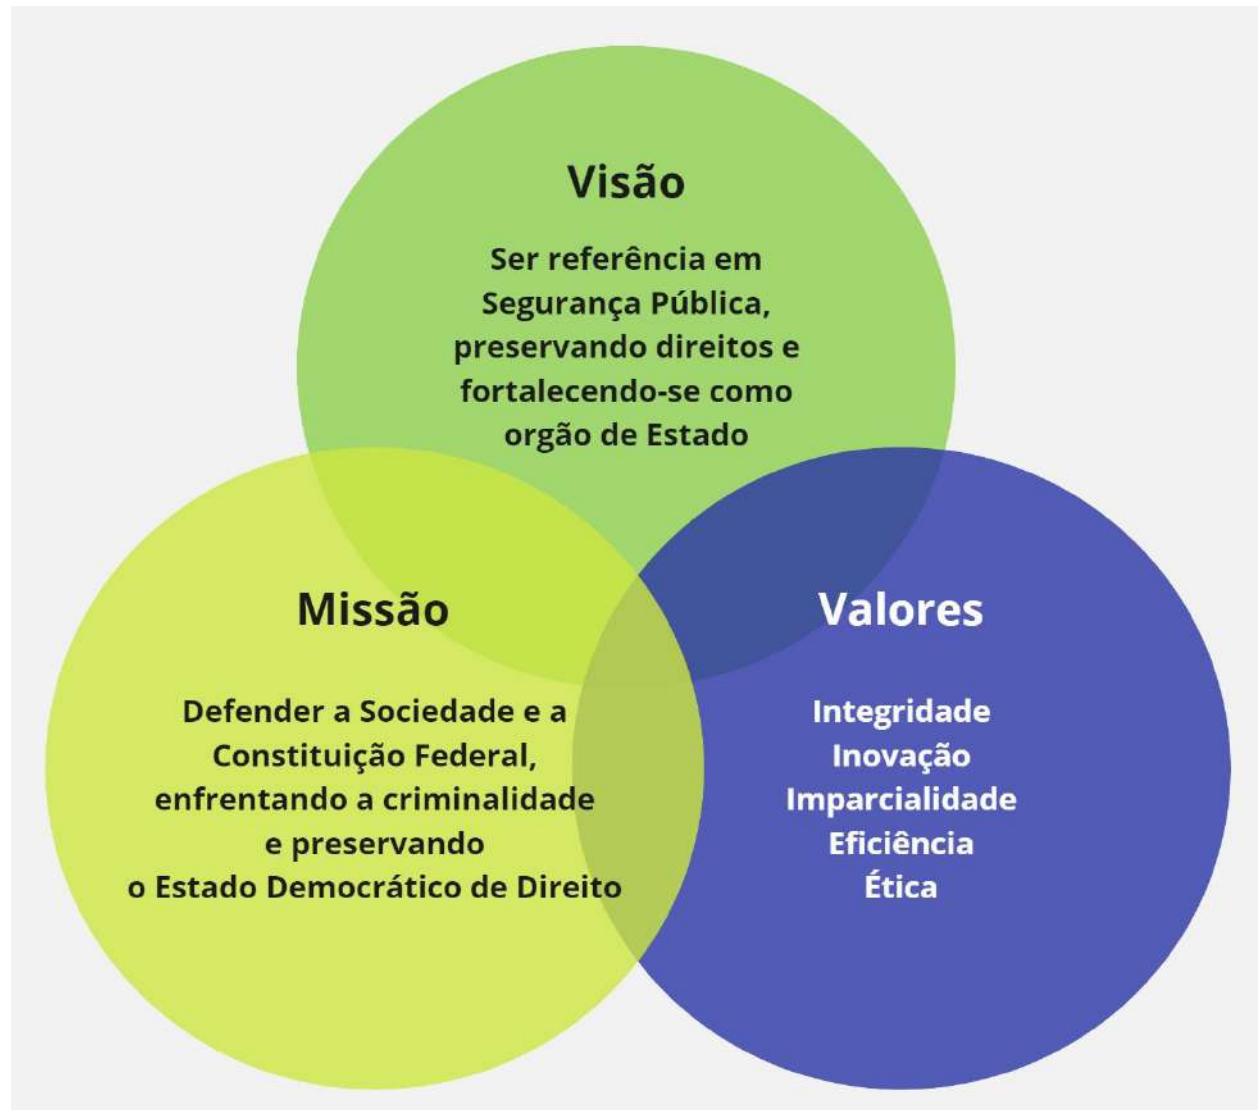 Visão
Ser referência em
Segurança Pública,
preservando direitos e
fortalecendo-se como
orgão de Estado
Missão
Defender a Sociedade e a
Constituição Federal,
enfrentando a criminalidade
e preservando
o Estado Democrático de Direito
Valores
Integridade
Inovação
Imparcialidade
Eficiência
Ética